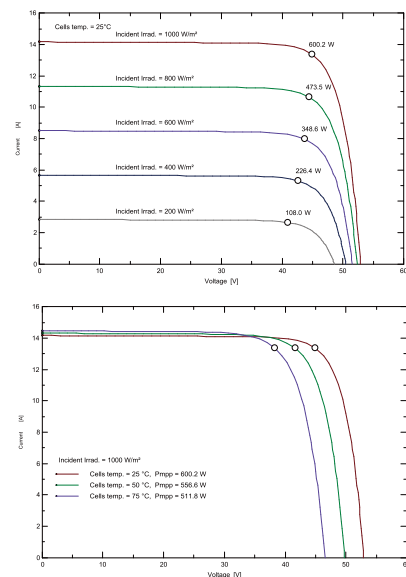 16
Cells temp. = 25°C
Incident Irrad. = 1000 W/m²
600.2 W
14
12
Incident Irrad. = 800 W/m²
473.5 W
10
Incident Irrad. = 600 W/m²
348.6 W
8
Incident Irrad. = 400 W/m²
226.4 W
6
4
Incident Irrad. = 200 W/m²
108.0 W
2
0
Current [A]
0 10 20 30 40 50 60
Voltage [V]
16
14
12
10
8
6
4
2
0
Current [A]
Incident Irrad. = 1000 W/m²
Cells temp. = 25 °C, Pmpp = 600.2 W
Cells temp. = 50 °C, Pmpp = 556.6 W
Cells temp. = 75 °C, Pmpp = 511.8 W
0 10 20 30 40 50 60
Voltage [V]